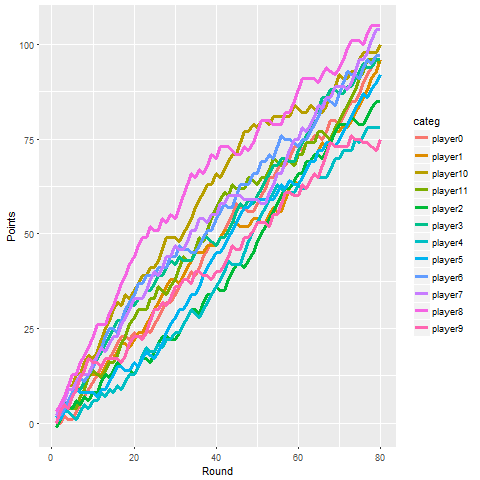 100
75
50
25
0
0
20
40
60
80
Points
Round
categ
player0
player1
player10
player11
player2
player3
player4
player5
player6
player7
player8
player9